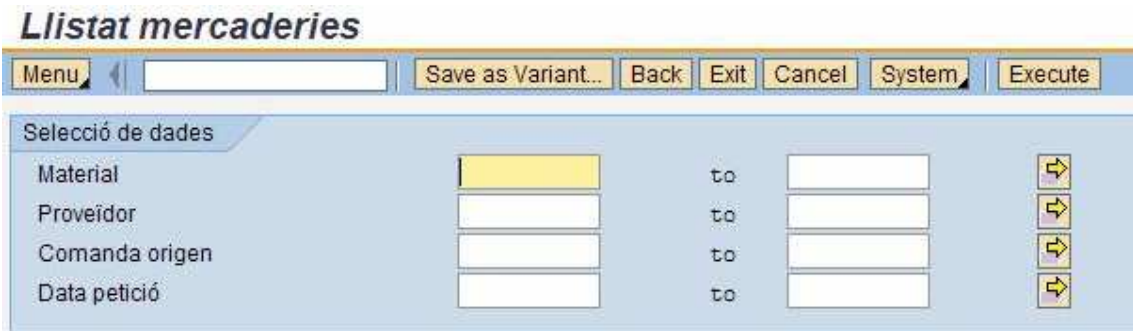 Llistat mercaderies
Menu Save as Variant... Back Exit Cancel System Execute
Selecció de dades
Material to
Proveïdor to
Comanda origen to
Data petició to